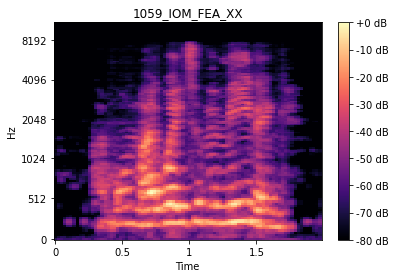 1059_IOM_FEA_XX
+0 dB
8192
-10 dB
4096
-20 dB
-30 dB
2048
Hz
-40 dB
1024
-50 dB
512
-60 dB
-70 dB
0
-80 dB
0 0.5 1 1.5
Time